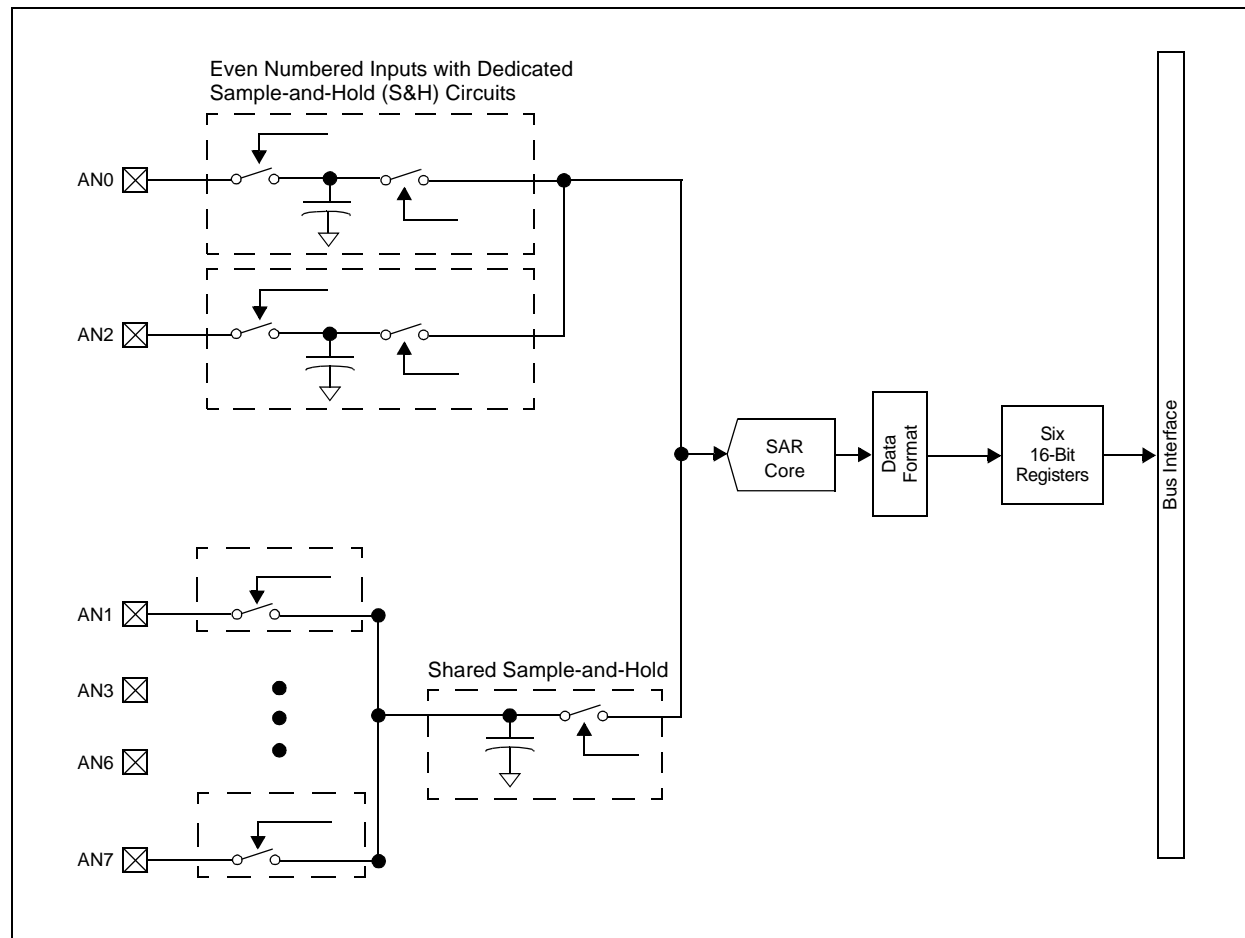 Even Numbered Inputs with Dedicated
Sample-and-Hold (S&H) Circuits
AN0
AN2
SAR
Core
Data
Format
Six
16-Bit
Registers
Bus Interface
AN1
Shared Sample-and-Hold
AN3
AN6
AN7